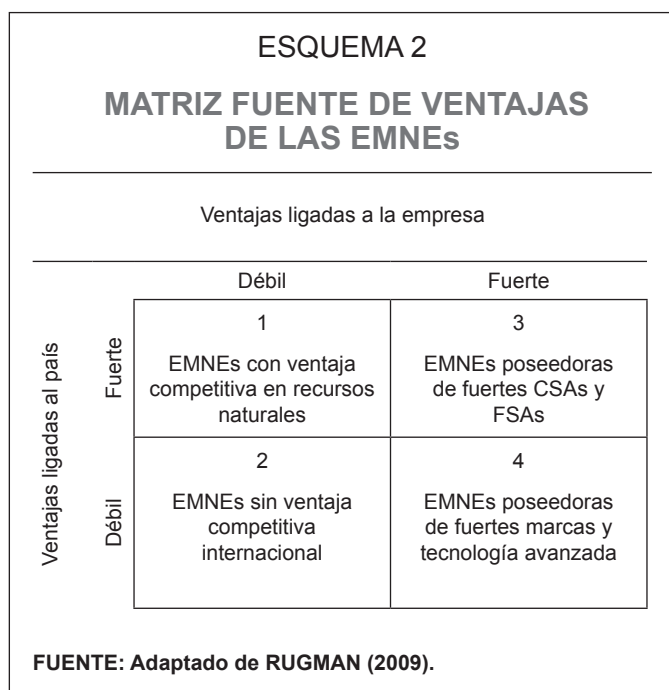 ESQUEMA 2
MATRIZ FUENTE DE VENTAJAS
DE LAS EMNEs
Ventajas ligadas a la empresa
Débil
Fuerte
Ventajas ligadas al país
Fuerte
1
EMNEs con ventaja
competitiva en recursos
naturales
3
EMNEs poseedoras
de fuertes CSAs y
FSAs
Débil
2
EMNEs sin ventaja
competitiva
internacional
4
EMNEs poseedoras
de fuertes marcas y
tecnología avanzada
FUENTE: Adaptado de RUGMAN (2009).